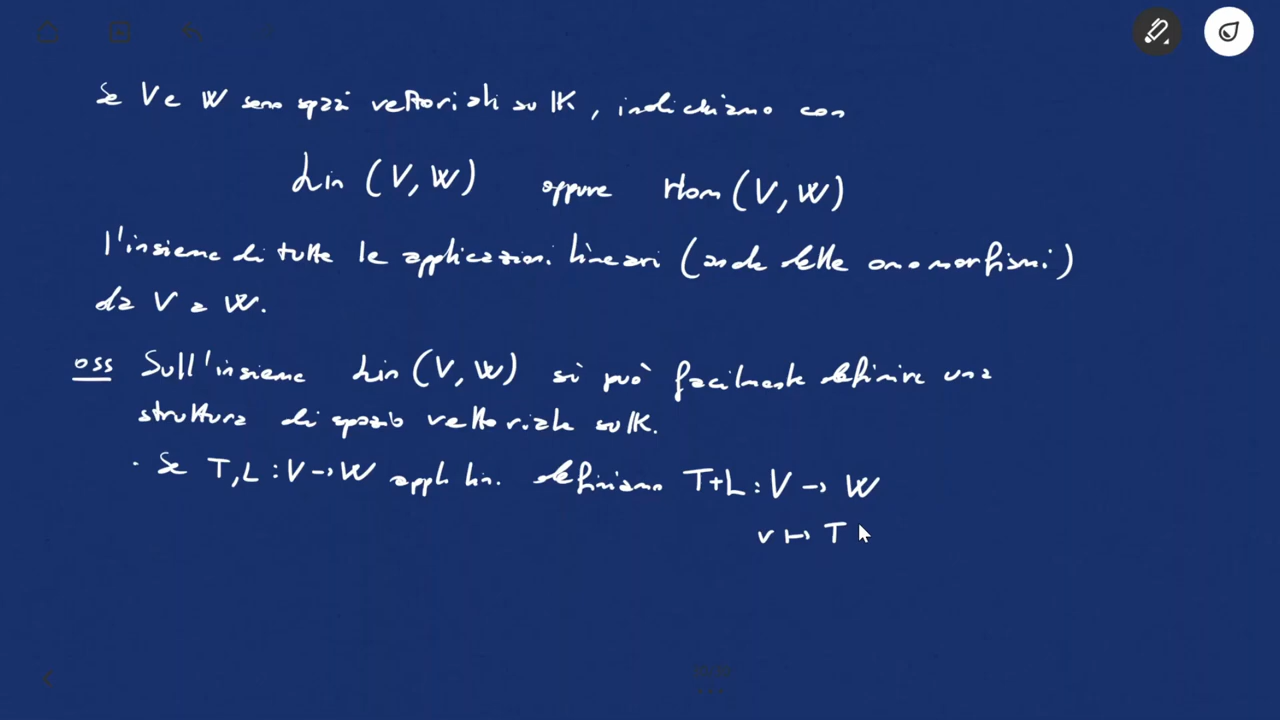 Se V e W sono spazi vettoriali su K, indichiamo con
Lin (V, W) oppure Hom (V, W)
l'insieme di tutte le applicazioni lineari (anche dette omomorfismi)
da V a W.
oss Sull'insieme Lin (V, W) si può facilmente definire una
struttura di spazio vettoriale su K.
· Se T, L : V → W appl. lin. definiamo T+L : V → W
v ↦ T